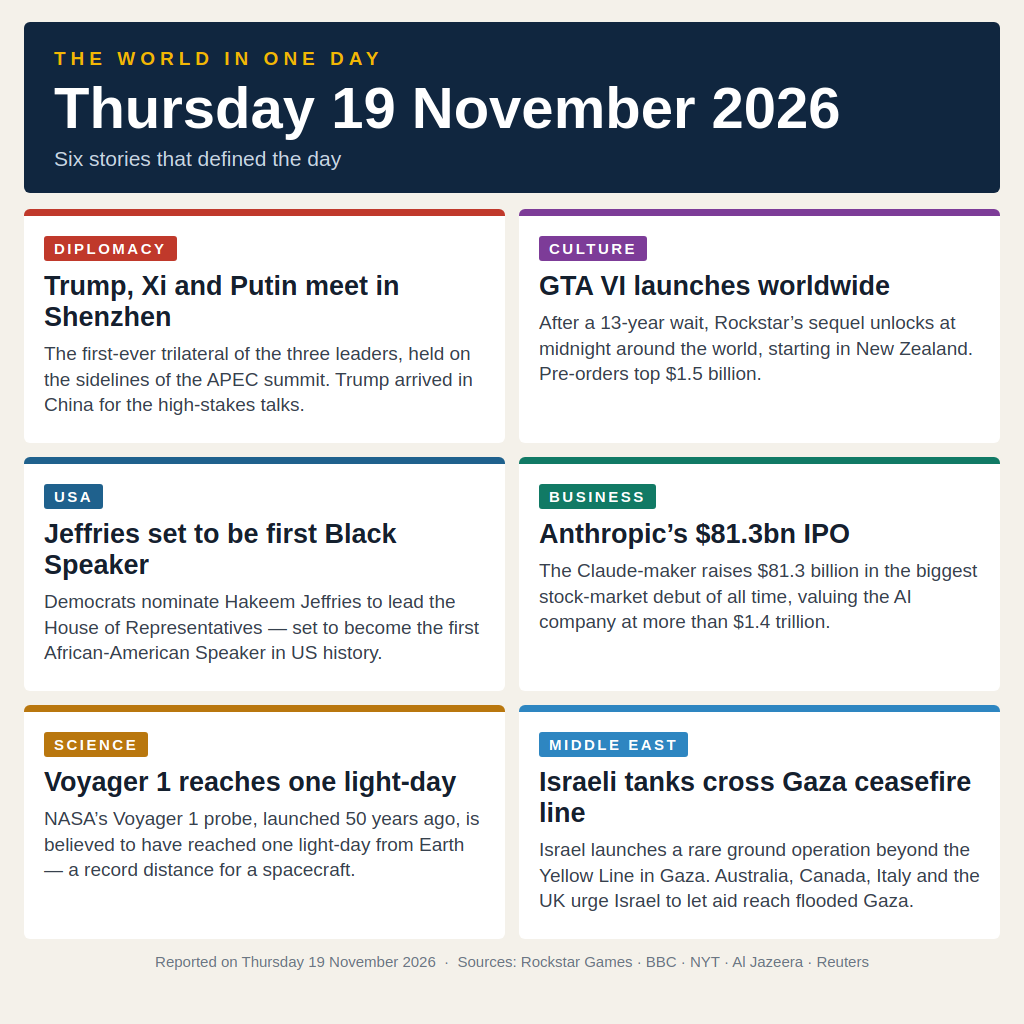 THE WORLD IN ONE DAY
Thursday 19 November 2026
Six stories that defined the day
DIPLOMACY
Trump, Xi and Putin meet in
Shenzhen
The first-ever trilateral of the three leaders, held on
the sidelines of the APEC summit. Trump arrived in
China for the high-stakes talks.
CULTURE
GTA VI launches worldwide
After a 13-year wait, Rockstar’s sequel unlocks at
midnight around the world, starting in New Zealand.
Pre-orders top $1.5 billion.
USA
Jeffries set to be first Black
Speaker
Democrats nominate Hakeem Jeffries to lead the
House of Representatives — set to become the first
African-American Speaker in US history.
BUSINESS
Anthropic’s $81.3bn IPO
The Claude-maker raises $81.3 billion in the biggest
stock-market debut of all time, valuing the AI
company at more than $1.4 trillion.
SCIENCE
Voyager 1 reaches one light-day
NASA’s Voyager 1 probe, launched 50 years ago, is
believed to have reached one light-day from Earth
— a record distance for a spacecraft.
MIDDLE EAST
Israeli tanks cross Gaza ceasefire
line
Israel launches a rare ground operation beyond the
Yellow Line in Gaza. Australia, Canada, Italy and the
UK urge Israel to let aid reach flooded Gaza.
Reported on Thursday 19 November 2026 · Sources: Rockstar Games · BBC · NYT · Al Jazeera · Reuters